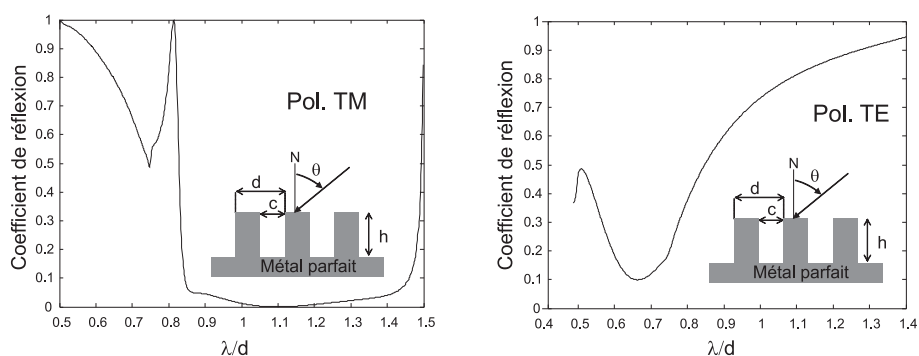 Coefficient de réflexion
1
0.9
0.8
0.7
0.6
0.5
0.4
0.3
0.2
0.1
0
0.5 0.6 0.7 0.8 0.9 1 1.1 1.2 1.3 1.4 1.5
λ/d
Pol. TM
N
θ
d
c
h
Métal parfait
Coefficient de rélflexion
1
0.9
0.8
0.7
0.6
0.5
0.4
0.3
0.2
0.1
0
0.4 0.5 0.6 0.7 0.8 0.9 1 1.1 1.2 1.3 1.4
λ/d
Pol. TE
N
θ
d
c
h
Métal parfait